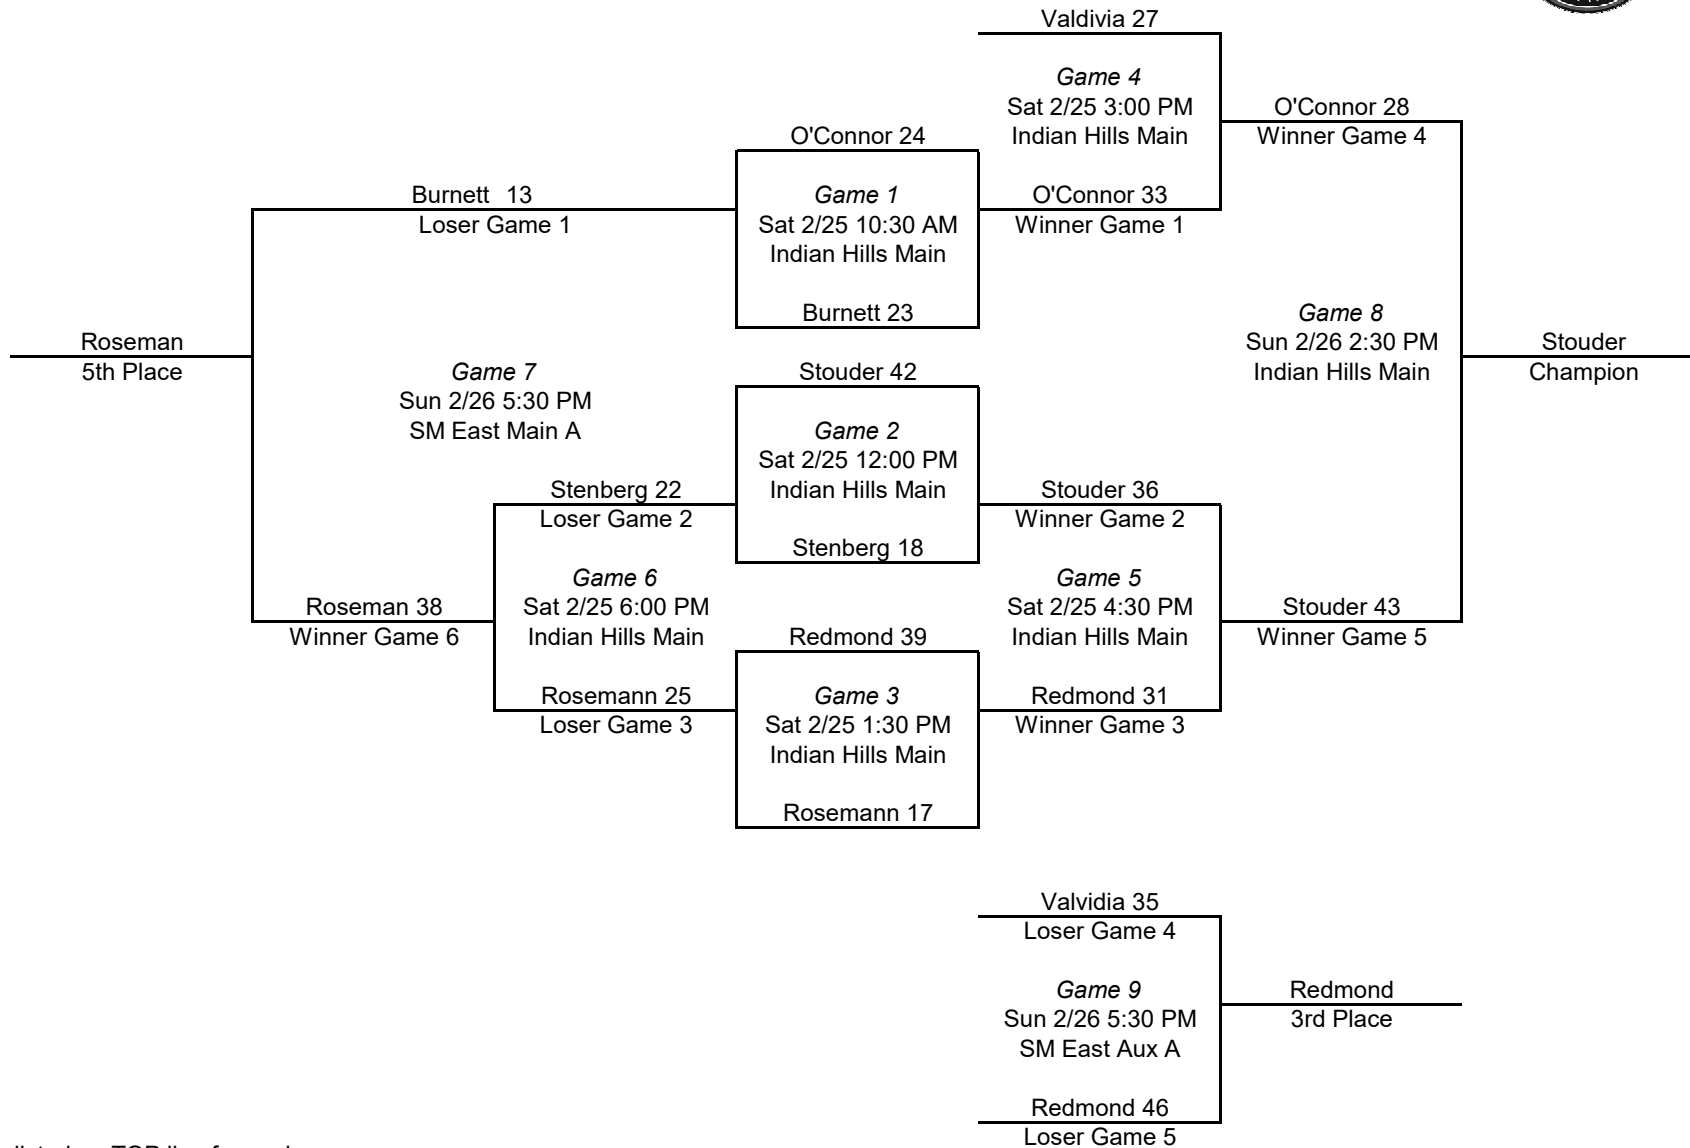 Valdivia 27
Game 4
Sat 2/25 3:00 PM
Indian Hills Main
O'Connor 28
Winner Game 4
O'Connor 24
Burnett 13
Loser Game 1
Game 1
Sat 2/25 10:30 AM
Indian Hills Main
O'Connor 33
Winner Game 1
Burnett 23
Game 8
Sun 2/26 2:30 PM
Indian Hills Main
Roseman
5th Place
Stouder
Champion
Game 7
Sun 2/26 5:30 PM
SM East Main A
Stouder 42
Game 2
Sat 2/25 12:00 PM
Indian Hills Main
Stenberg 22
Loser Game 2
Stouder 36
Winner Game 2
Stenberg 18
Game 6
Sat 2/25 6:00 PM
Indian Hills Main
Game 5
Sat 2/25 4:30 PM
Indian Hills Main
Roseman 38
Winner Game 6
Stouder 43
Winner Game 5
Redmond 39
Rosemann 25
Loser Game 3
Game 3
Sat 2/25 1:30 PM
Indian Hills Main
Redmond 31
Winner Game 3
Rosemann 17
Valvidia 35
Loser Game 4
Game 9
Sun 2/26 5:30 PM
SM East Aux A
Redmond
3rd Place
Redmond 46
Loser Game 5